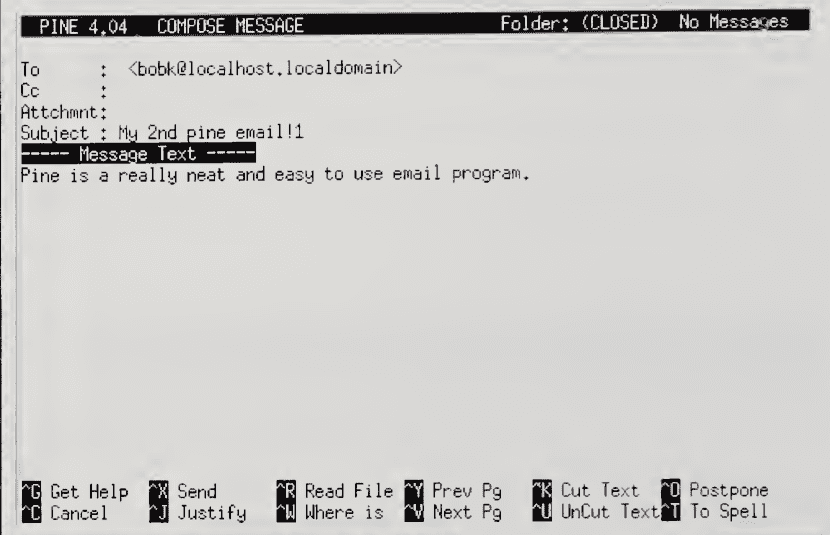 PINE 4.04 COMPOSE MESSAGE Folder: (CLOSED) No Messages
To : <bobk@localhost.localdomain>
Cc :
Attchmnt:
Subject : My 2nd pine email!1
----- Message Text -----
Pine is a really neat and easy to use email program.
^G Get Help ^X Send ^R Read File ^Y Prev Pg ^K Cut Text ^O Postpone
^C Cancel ^J Justify ^W Where is ^V Next Pg ^U UnCut Text ^T To Spell